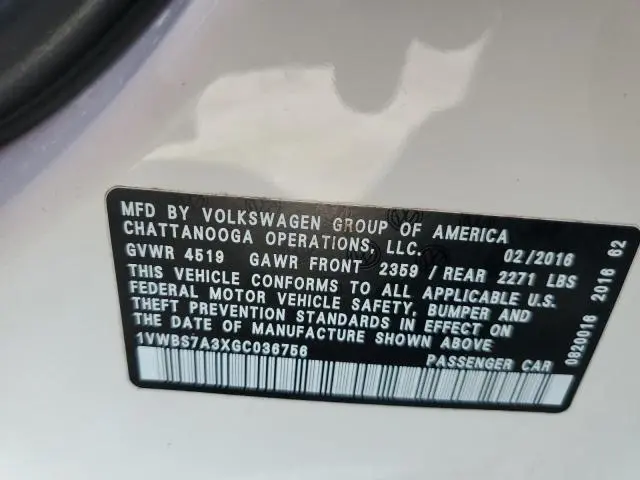 MFD BY VOLKSWAGEN GROUP OF AMERICA
CHATTANOOGA OPERATIONS, LLC. 02/2016
GVWR 4519 GAWR FRONT 2359 / REAR 2271 LBS
THIS VEHICLE CONFORMS TO ALL APPLICABLE U.S.
FEDERAL MOTOR VEHICLE SAFETY, BUMPER AND
THEFT PREVENTION STANDARDS IN EFFECT ON
THE DATE OF MANUFACTURE SHOWN ABOVE
1VWBS7A3XGC036756 PASSENGER CAR
0820016 2016 62